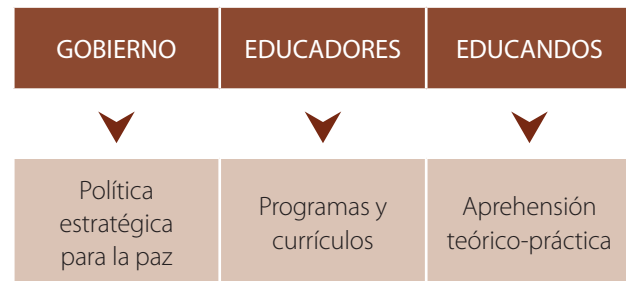 GOBIERNO
EDUCADORES
EDUCANDOS
Política
estratégica
para la paz
Programas y
currículos
Aprehensión
teórico-práctica